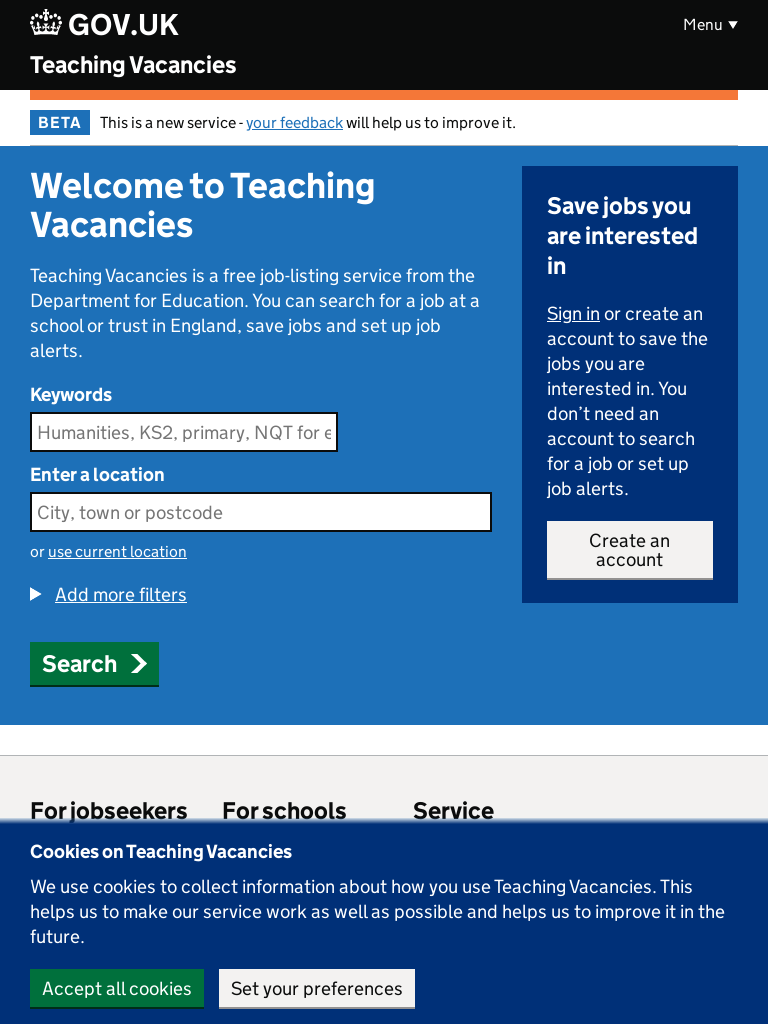 GOV.UK
Menu ▼
Teaching Vacancies
BETA
This is a new service - your feedback will help us to improve it.
Welcome to Teaching
Vacancies
Teaching Vacancies is a free job-listing service from the
Department for Education. You can search for a job at a
school or trust in England, save jobs and set up job
alerts.
Keywords
Humanities, KS2, primary, NQT for e
Enter a location
City, town or postcode
or use current location
Add more filters
Search
Save jobs you
are interested
in
Sign in or create an
account to save the
jobs you are
interested in. You
don’t need an
account to search
for a job or set up
job alerts.
Create an
account
For jobseekers
For schools
Service
Cookies on Teaching Vacancies
We use cookies to collect information about how you use Teaching Vacancies. This
helps us to make our service work as well as possible and helps us to improve it in the
future.
Accept all cookies
Set your preferences